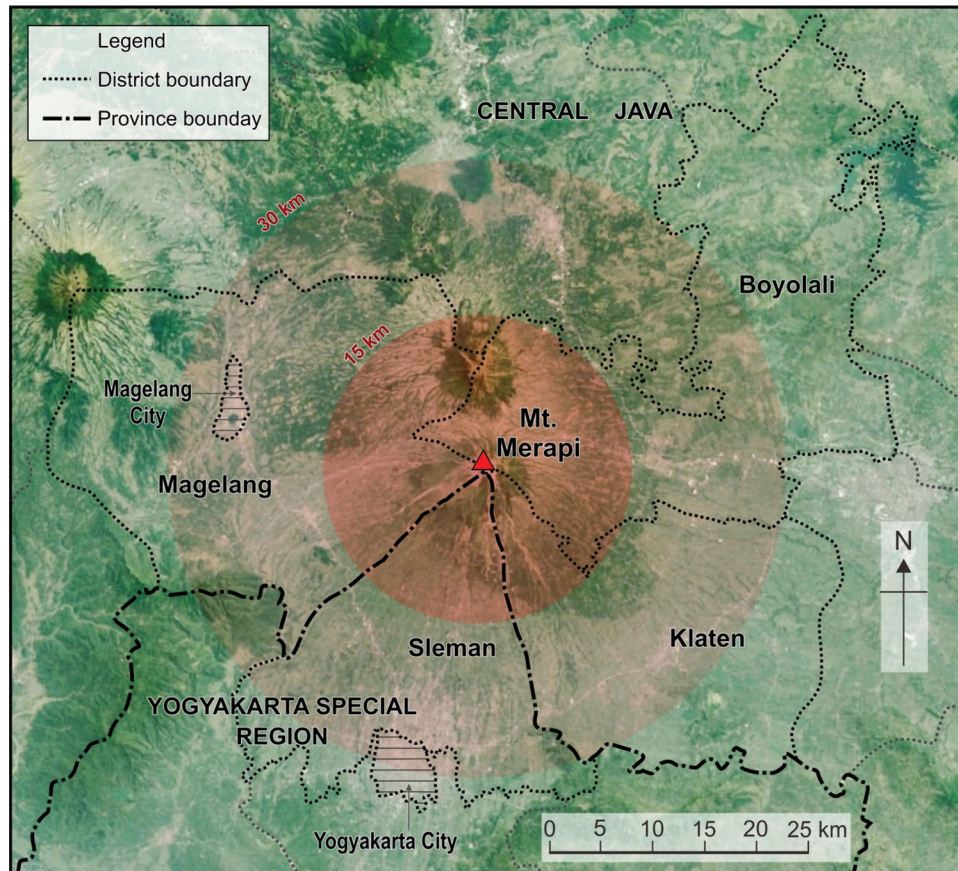 Legend
District boundary
Province bounday
CENTRAL JAVA
30 km
Boyolali
15 km
Magelang
City
Mt.
Merapi
Magelang
N
Sleman
Klaten
YOGYAKARTA SPECIAL
REGION
Yogyakarta City
0 5 10 15 20 25 km